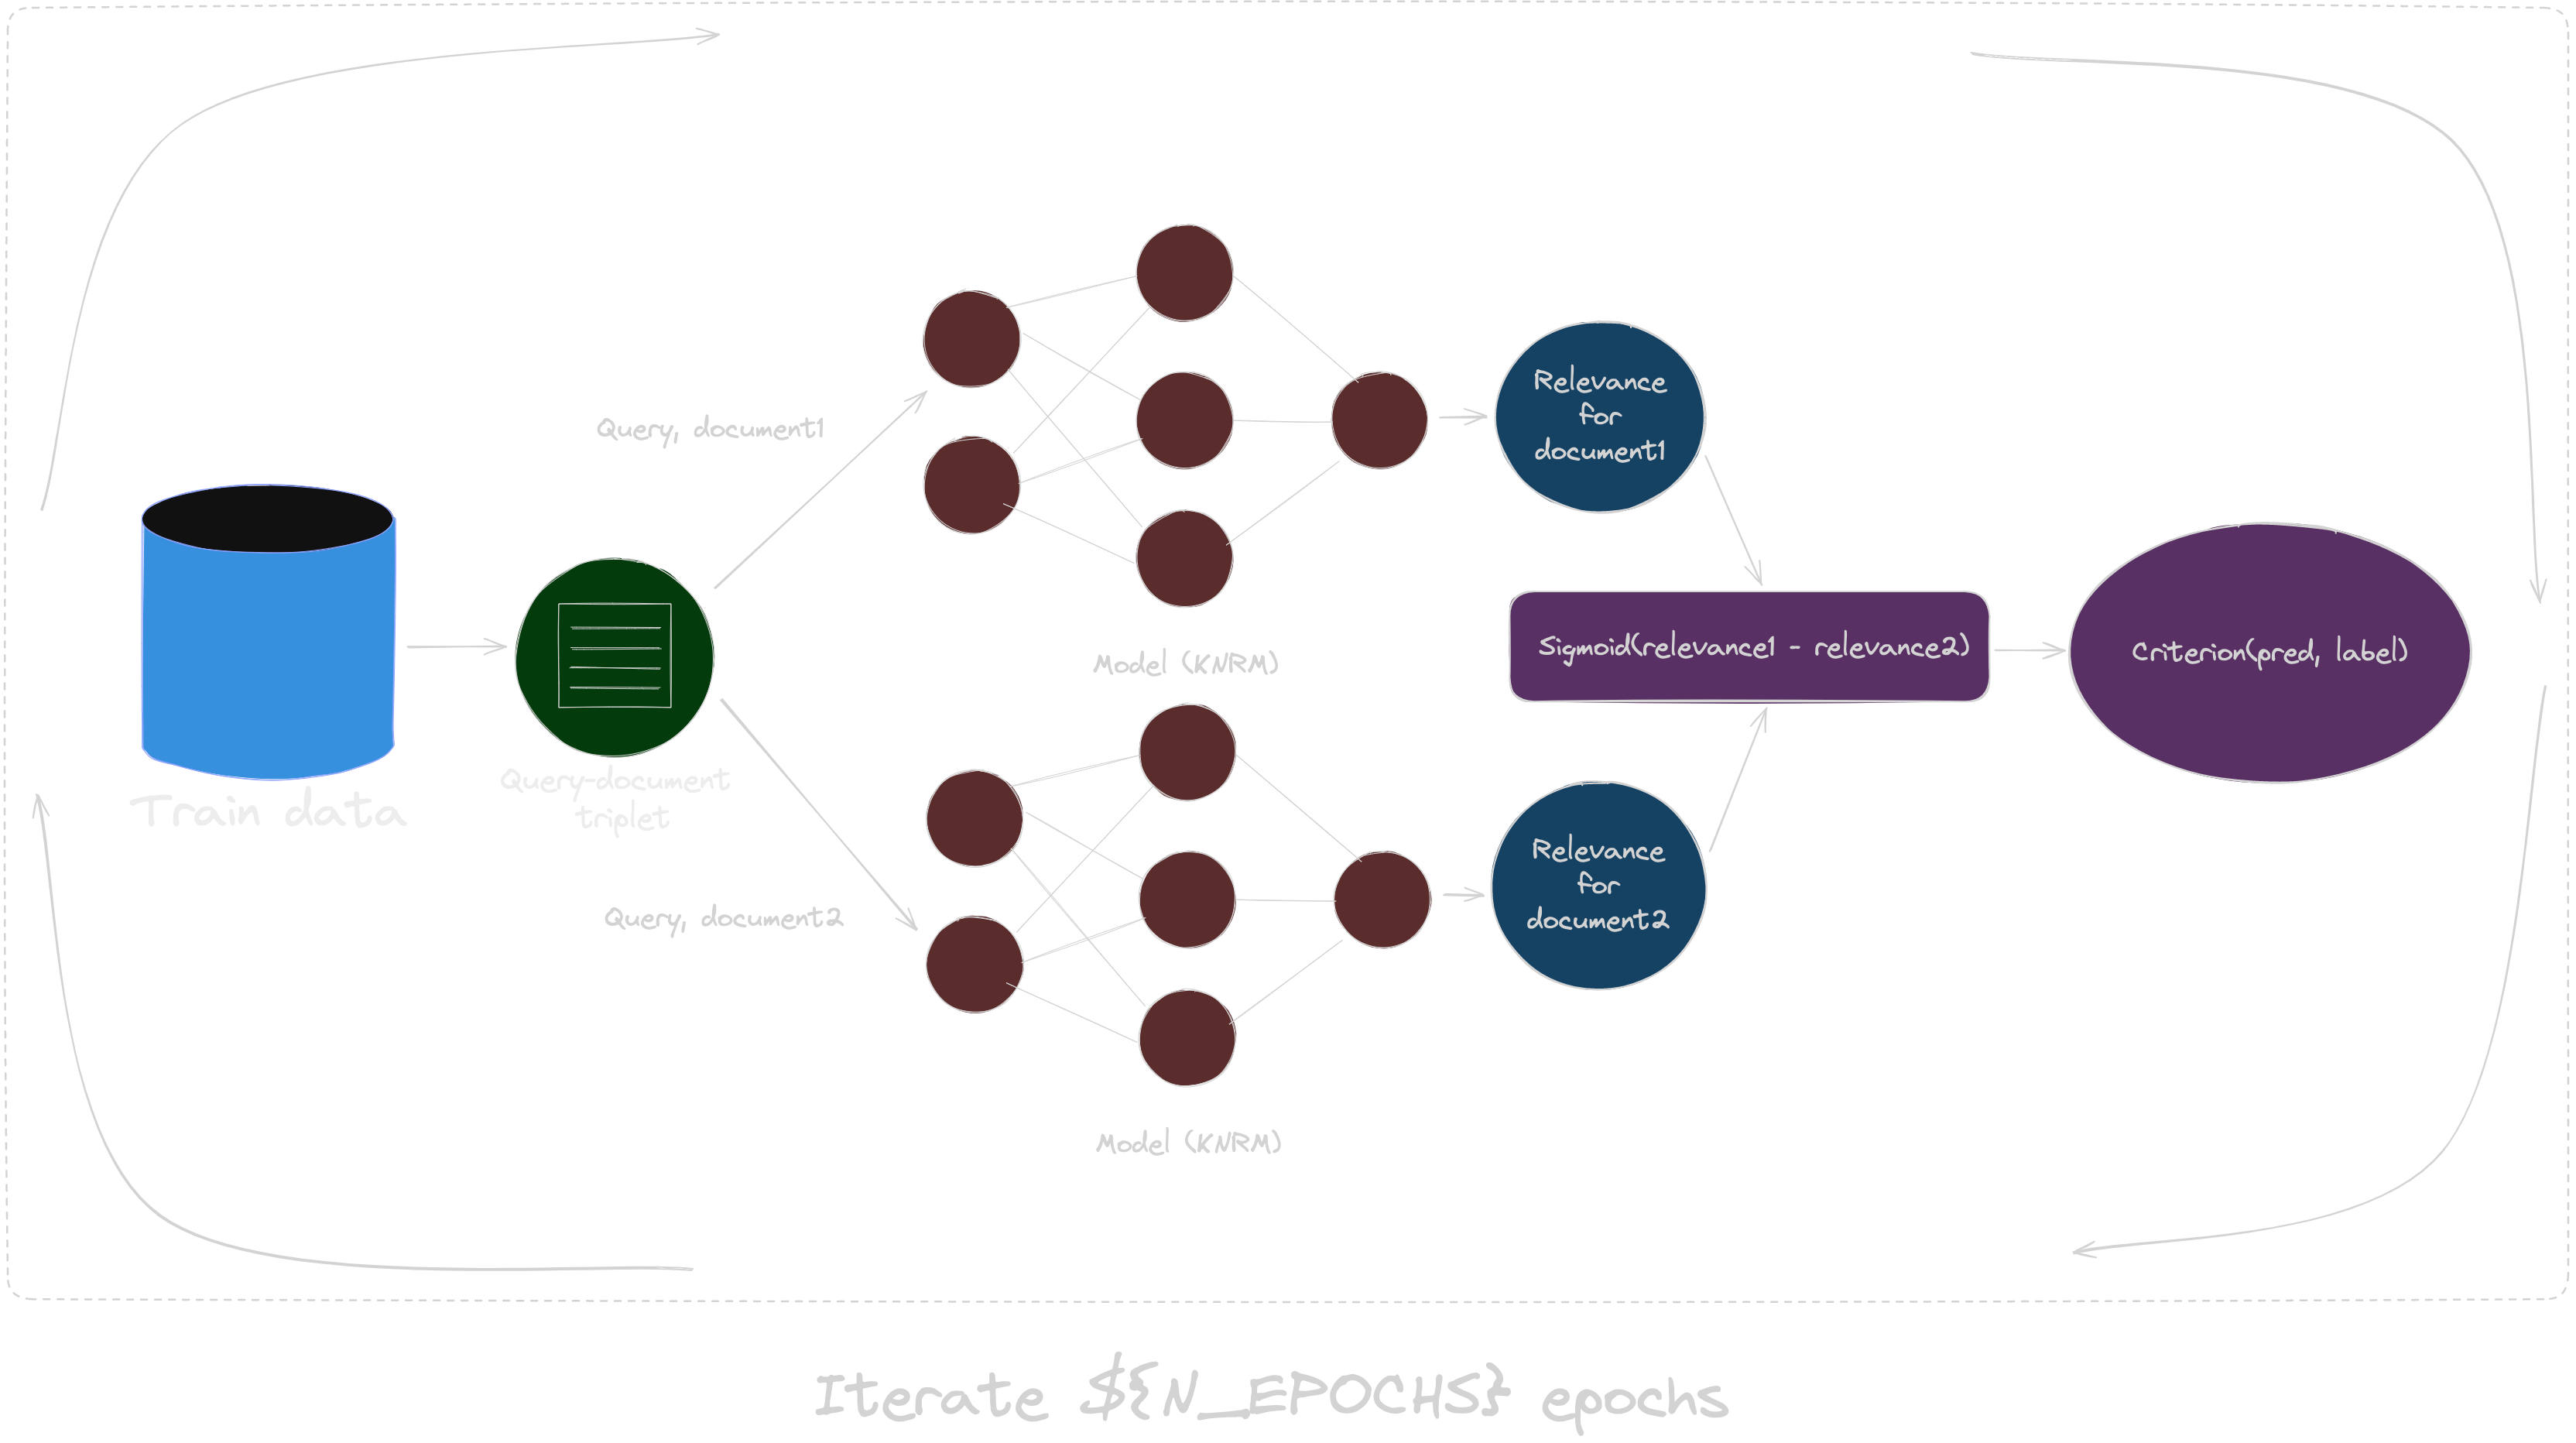 Query, document1
Relevance
for
document1
Model (KNRM)
Sigmoid(relevance1 - relevance2)
Criterion(pred, label)
Train data
Query-document
triplet
Query, document2
Relevance
for
document2
Model (KNRM)
Iterate ${N_EPOCHS} epochs